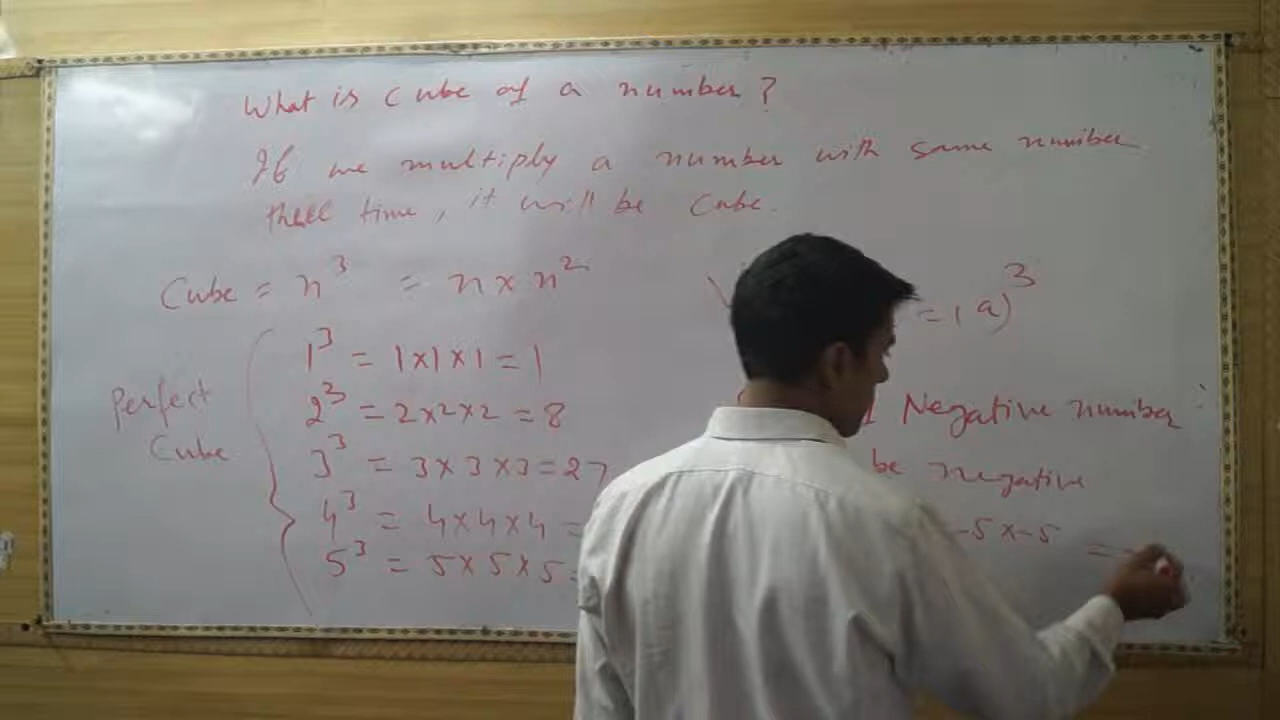 What is cube of a number?
If we multiply a number with same number
three time, it will be cube.
Cube = n³ = n x n²
Perfect
Cube
1³ = 1x1x1 = 1
2³ = 2x2x2 = 8
3³ = 3x3x3 = 27
4³ = 4x4x4 =
5³ = 5x5x5 =
= (a)³
Negative number
be negative
-5 x -5 = -